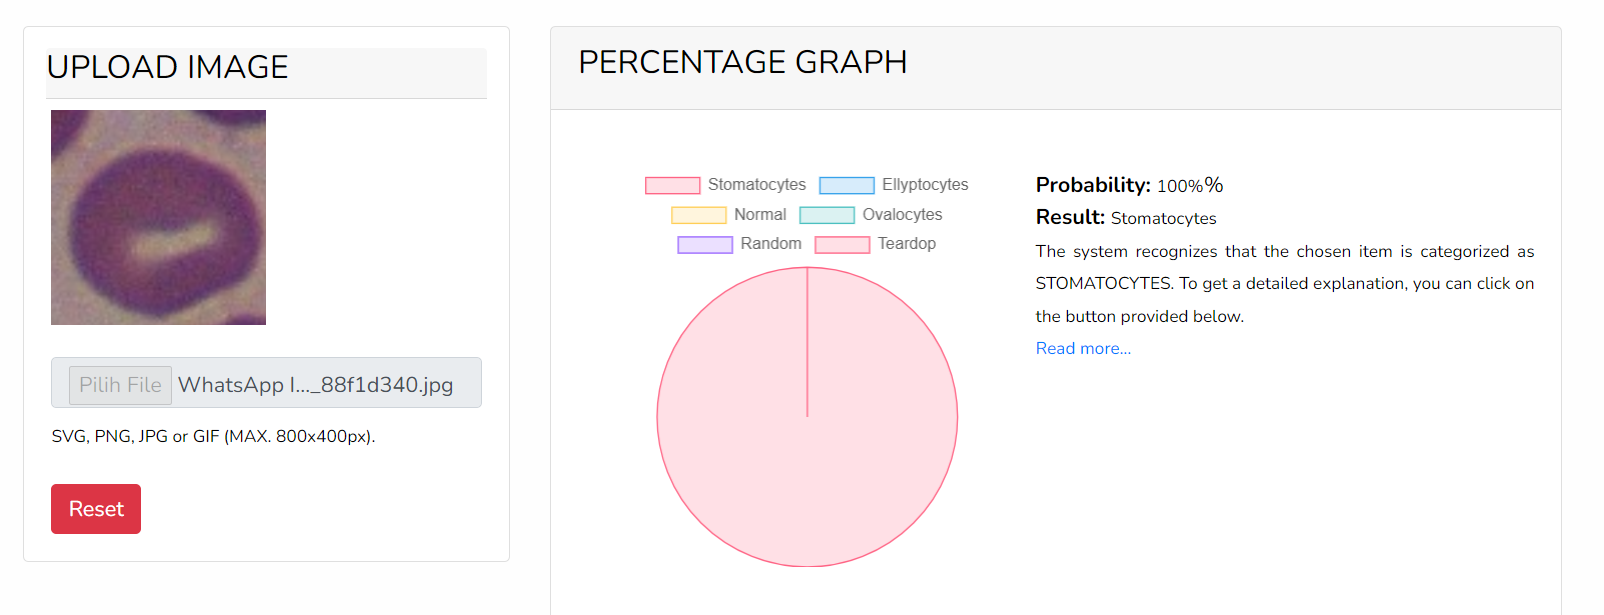 UPLOAD IMAGE
Pilih File WhatsApp I..._88f1d340.jpg
SVG, PNG, JPG or GIF (MAX. 800x400px).
Reset
PERCENTAGE GRAPH
Stomatocytes Ellyptocytes
Normal Ovalocytes
Random Teardop
Probability: 100%%
Result: Stomatocytes
The system recognizes that the chosen item is categorized as
STOMATOCYTES. To get a detailed explanation, you can click on
the button provided below.
Read more...